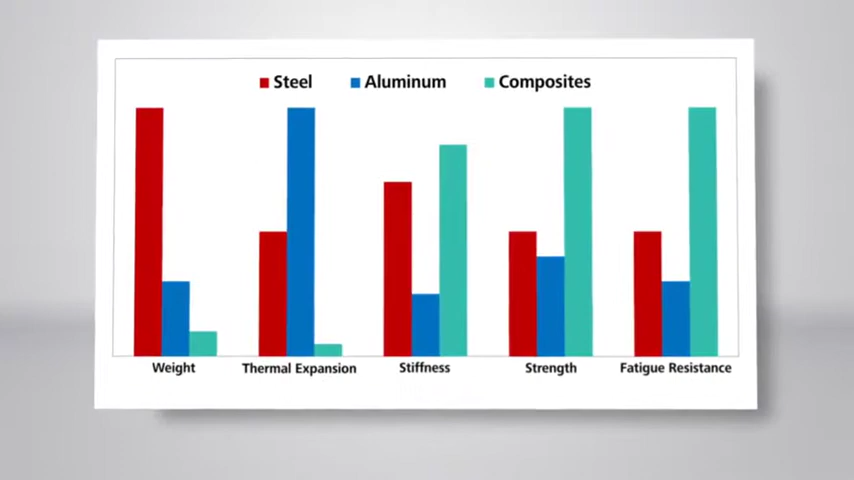 Steel Aluminum Composites
Weight Thermal Expansion Stiffness Strength Fatigue Resistance